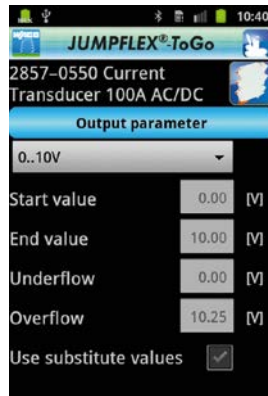 10:40
WAGO
JUMPFLEX®-ToGo
2857-0550 Current
Transducer 100A AC/DC
Output parameter
0..10V
Start value 0.00 [V]
End value 10.00 [V]
Underflow 0.00 [V]
Overflow 10.25 [V]
Use substitute values